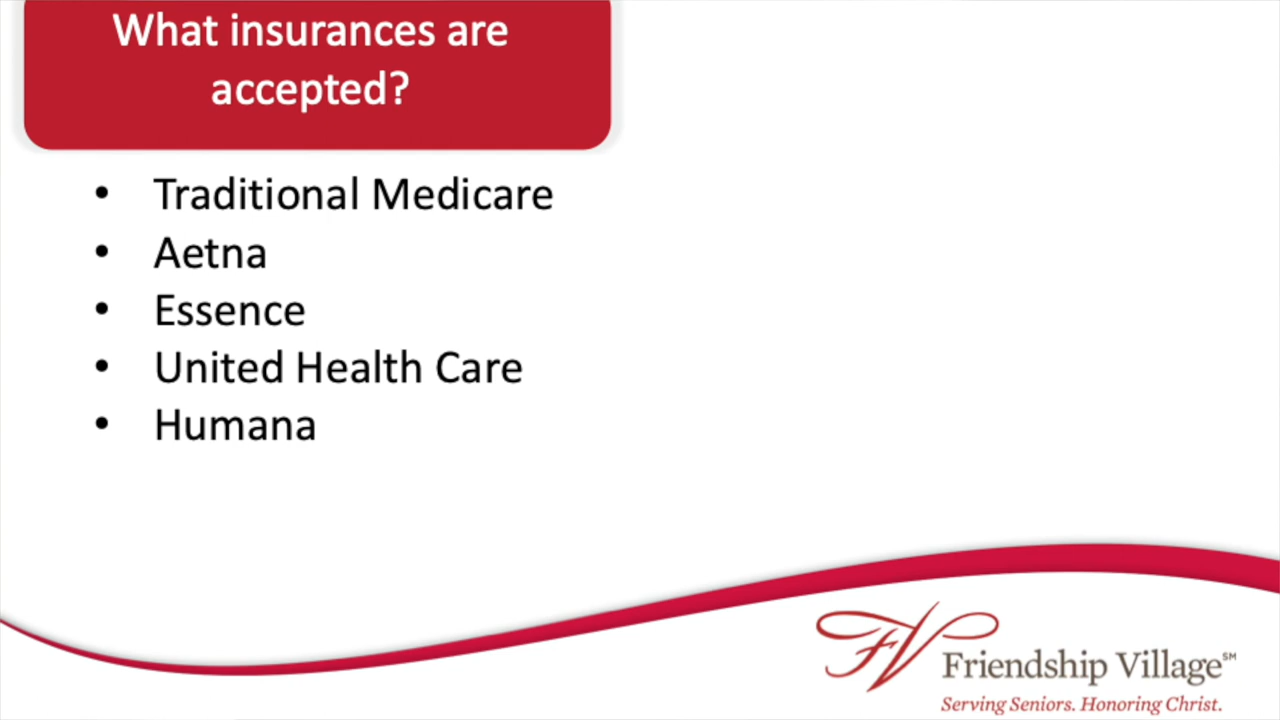 What insurances are
accepted?
• Traditional Medicare
• Aetna
• Essence
• United Health Care
• Humana
FV
Friendship Village℠
Serving Seniors. Honoring Christ.